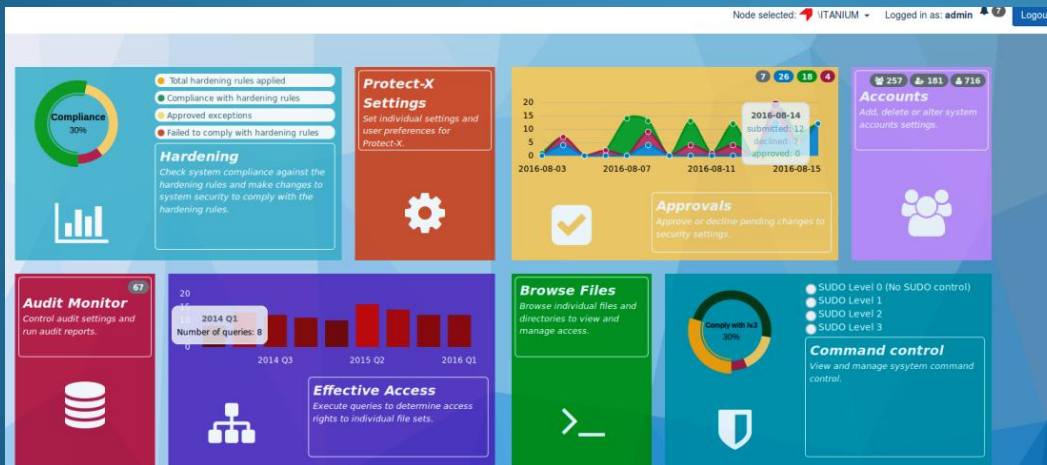 Node selected: \ITANIUM Logged in as: admin 7 Logout
Compliance
30%
Total hardening rules applied
Compliance with hardening rules
Approved exceptions
Failed to comply with hardening rules
Hardening
Check system compliance against the
hardening rules and make changes to
system security to comply with the
hardening rules.
Protect-X
Settings
Set individual settings and
user preferences for
Protect-X.
7 26 18 4
20
15
10
5
0
2016-08-14
submitted: 12
declined: 7
approved: 0
2016-08-03 2016-08-07 2016-08-11 2016-08-15
Approvals
Approve or decline pending changes to
security settings.
257 181 716
Accounts
Add, delete or alter system
accounts settings.
67
Audit Monitor
Control audit settings and
run audit reports.
20
15
0
2014 Q1
Number of queries: 8
2014 Q3 2015 Q2 2016 Q1
Effective Access
Execute queries to determine access
rights to individual file sets.
Browse Files
Browse individual files and
directories to view and
manage access.
Comply with lv3
30%
SUDO Level 0 (No SUDO control)
SUDO Level 1
SUDO Level 2
SUDO Level 3
Command control
View and manage sysytem command
control.